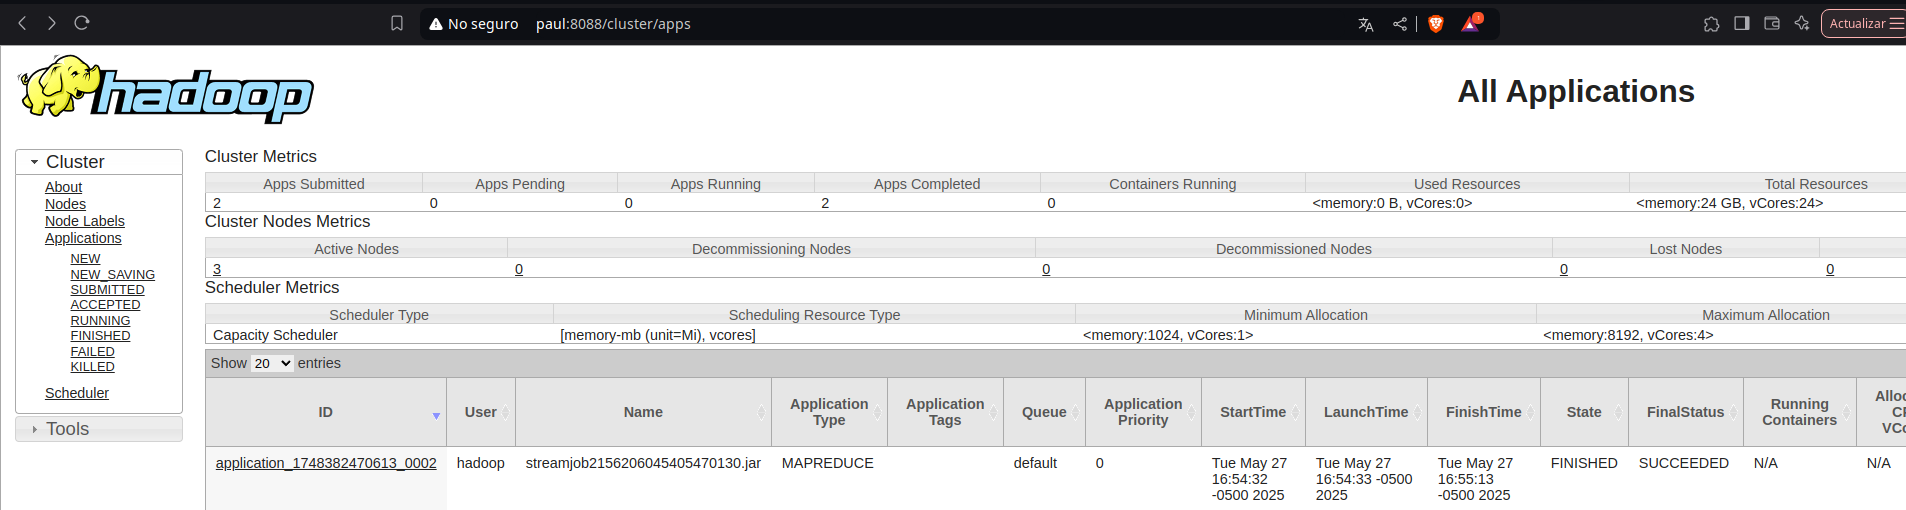 No seguro paul:8088/cluster/apps
Actualizar
hadoop
All Applications
Cluster
About
Nodes
Node Labels
Applications
NEW
NEW_SAVING
SUBMITTED
ACCEPTED
RUNNING
FINISHED
FAILED
KILLED
Scheduler
Tools
Cluster Metrics
Apps Submitted Apps Pending Apps Running Apps Completed Containers Running Used Resources Total Resources
2 0 0 2 0 <memory:0 B, vCores:0> <memory:24 GB, vCores:24>
Cluster Nodes Metrics
Active Nodes Decommissioning Nodes Decommissioned Nodes Lost Nodes
3 0 0 0 0
Scheduler Metrics
Scheduler Type Scheduling Resource Type Minimum Allocation Maximum Allocation
Capacity Scheduler [memory-mb (unit=Mi), vcores] <memory:1024, vCores:1> <memory:8192, vCores:4>
Show 20 entries
ID User Name Application Type Application Tags Queue Application Priority StartTime LaunchTime FinishTime State FinalStatus Running Containers
application_1748382470613_0002 hadoop streamjob2156206045405470130.jar MAPREDUCE default 0 Tue May 27 16:54:32 -0500 2025 Tue May 27 16:54:33 -0500 2025 Tue May 27 16:55:13 -0500 2025 FINISHED SUCCEEDED N/A N/A